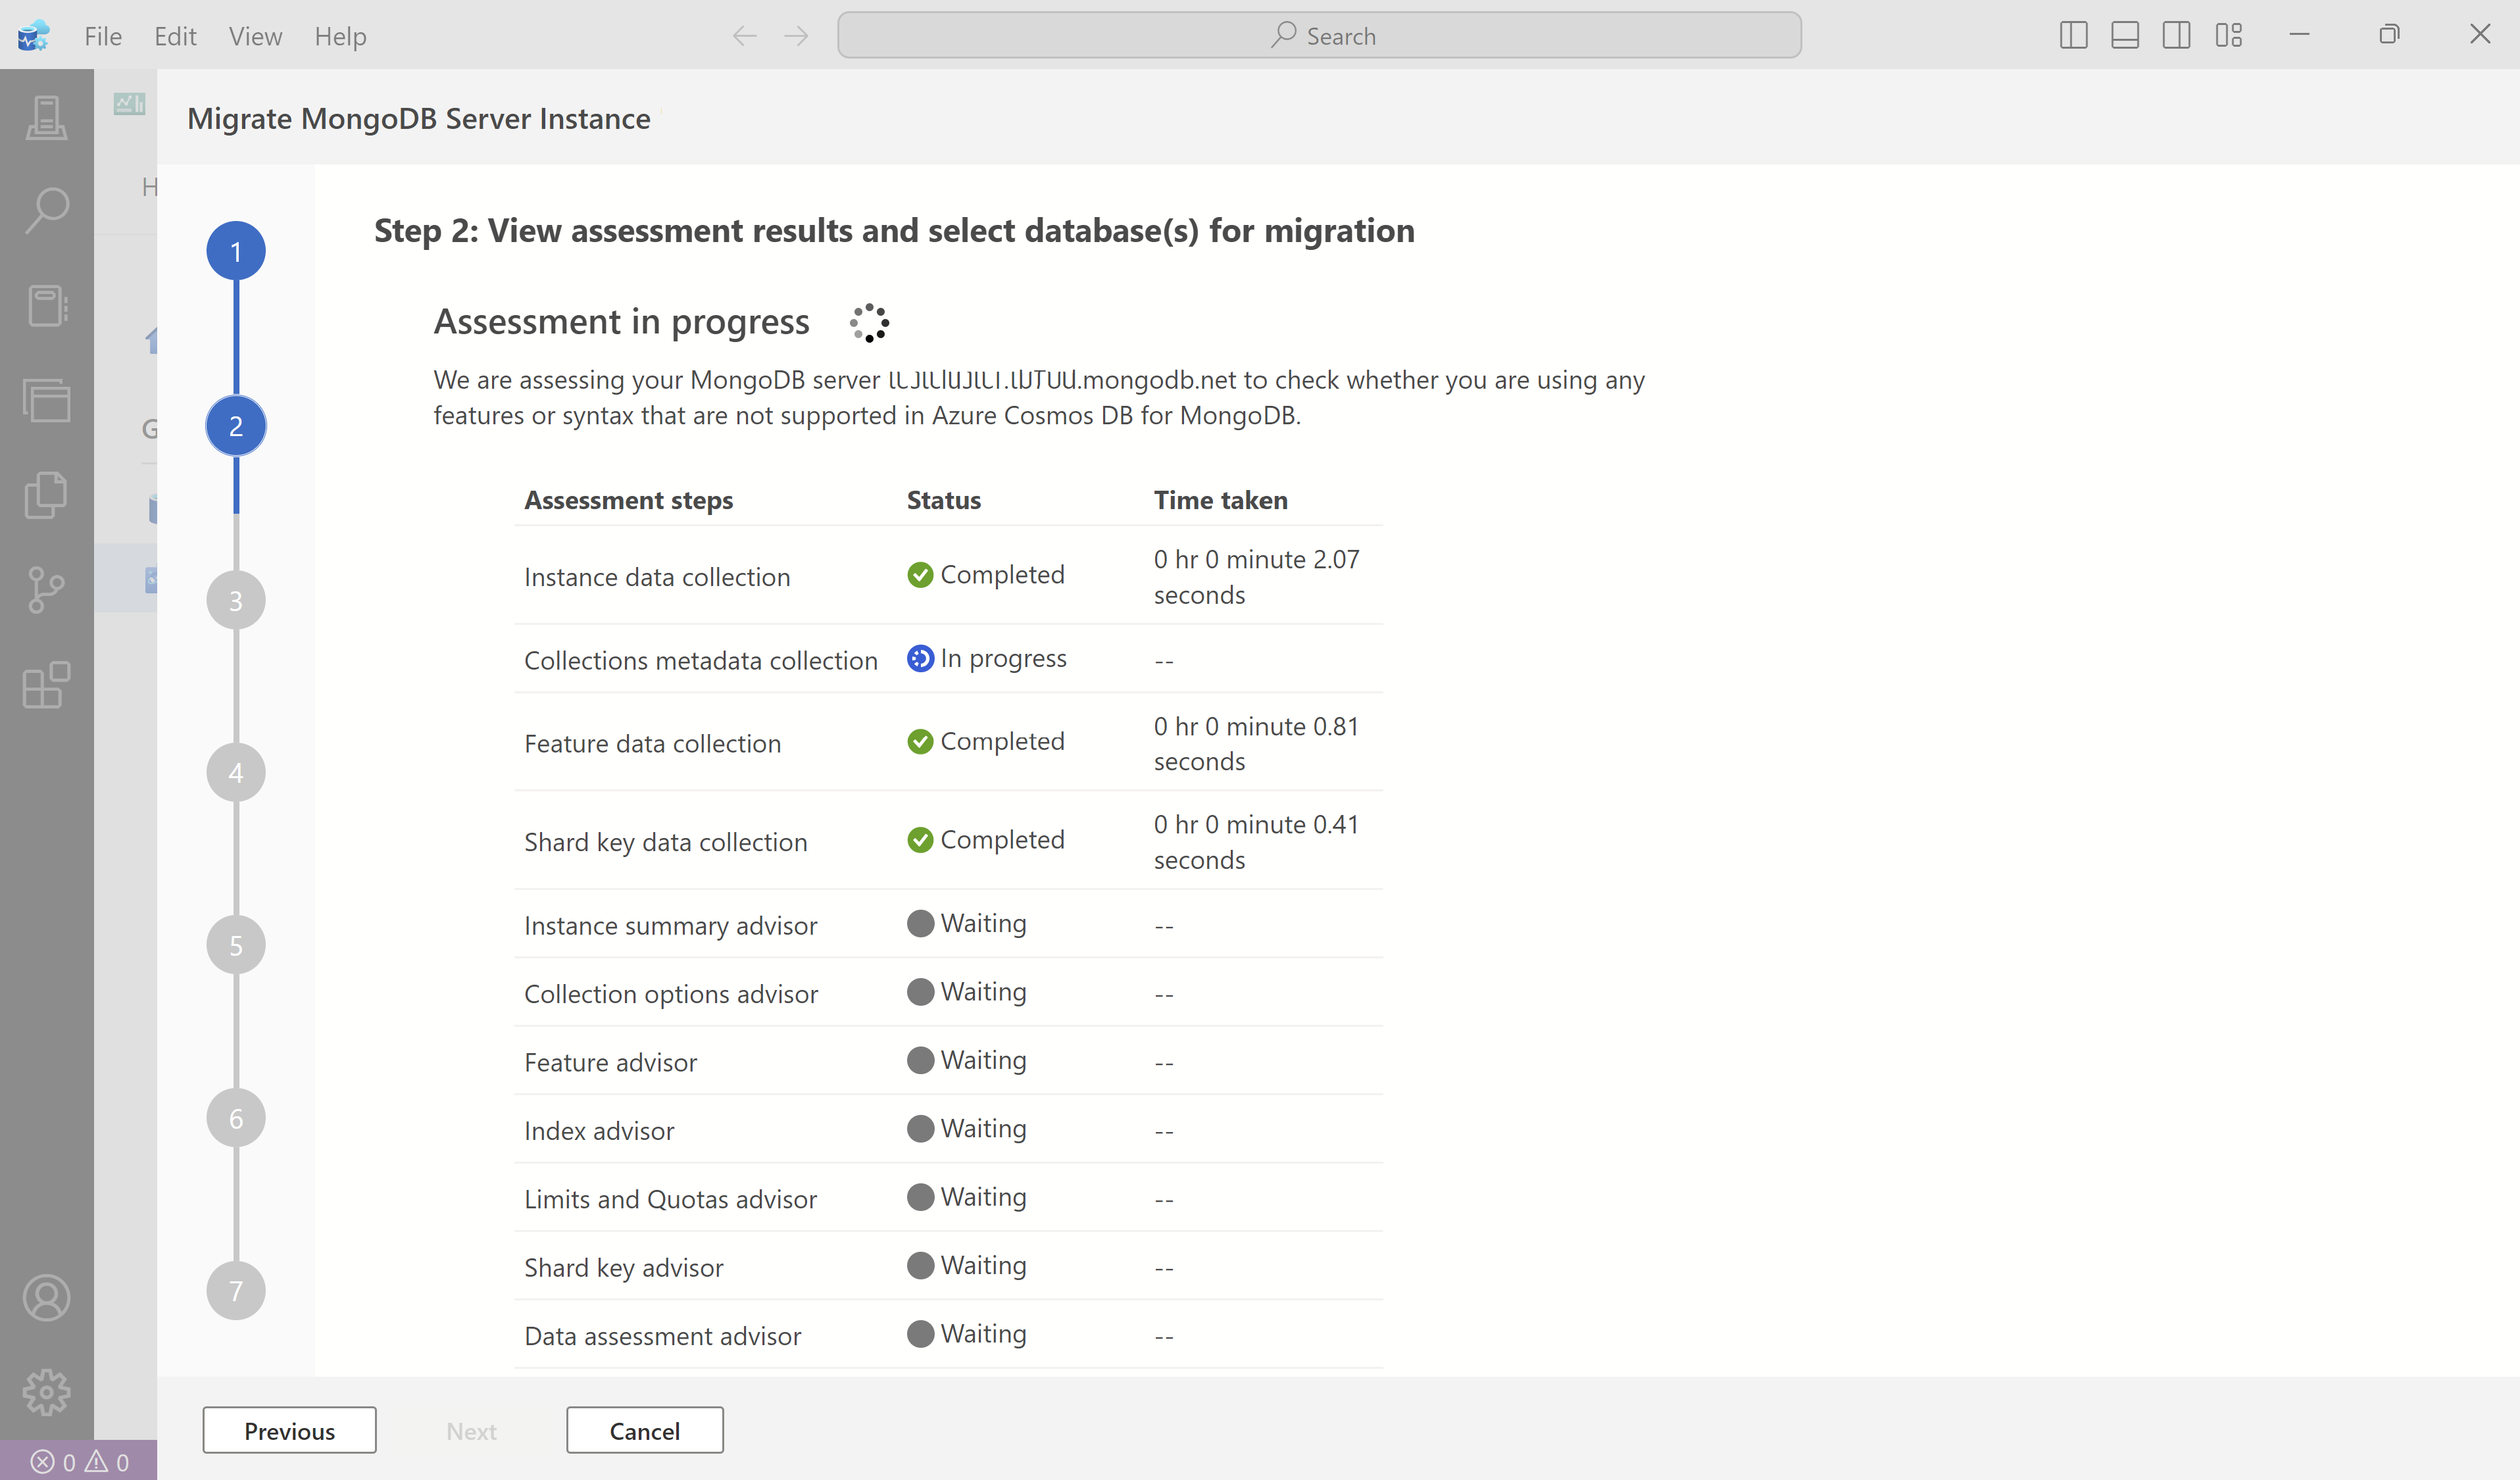 File Edit View Help
Search
Migrate MongoDB Server Instance
H
G
1
2
3
4
5
6
7
Step 2: View assessment results and select database(s) for migration
Assessment in progress
We are assessing your MongoDB server .mongodb.net to check whether you are using any
features or syntax that are not supported in Azure Cosmos DB for MongoDB.
Assessment steps Status Time taken
Instance data collection Completed 0 hr 0 minute 2.07
seconds
Collections metadata collection In progress --
Feature data collection Completed 0 hr 0 minute 0.81
seconds
Shard key data collection Completed 0 hr 0 minute 0.41
seconds
Instance summary advisor Waiting --
Collection options advisor Waiting --
Feature advisor Waiting --
Index advisor Waiting --
Limits and Quotas advisor Waiting --
Shard key advisor Waiting --
Data assessment advisor Waiting --
Previous Next Cancel
0 0